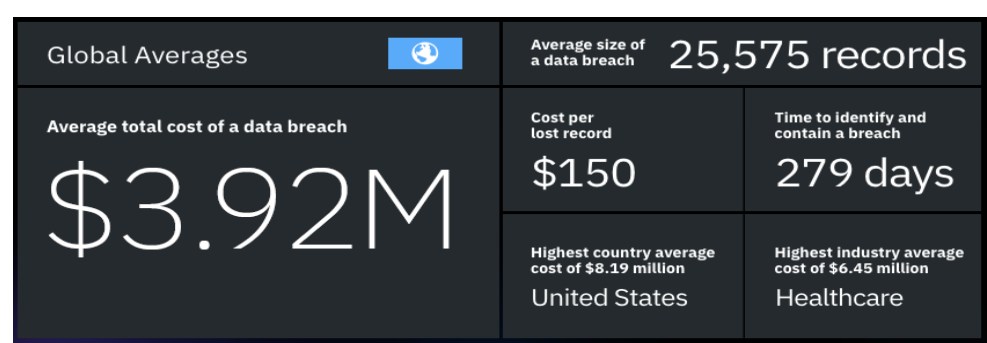 Global Averages
Average total cost of a data breach
$3.92M
Average size of
a data breach
25,575 records
Cost per
lost record
$150
Time to identify and
contain a breach
279 days
Highest country average
cost of $8.19 million
United States
Highest industry average
cost of $6.45 million
Healthcare